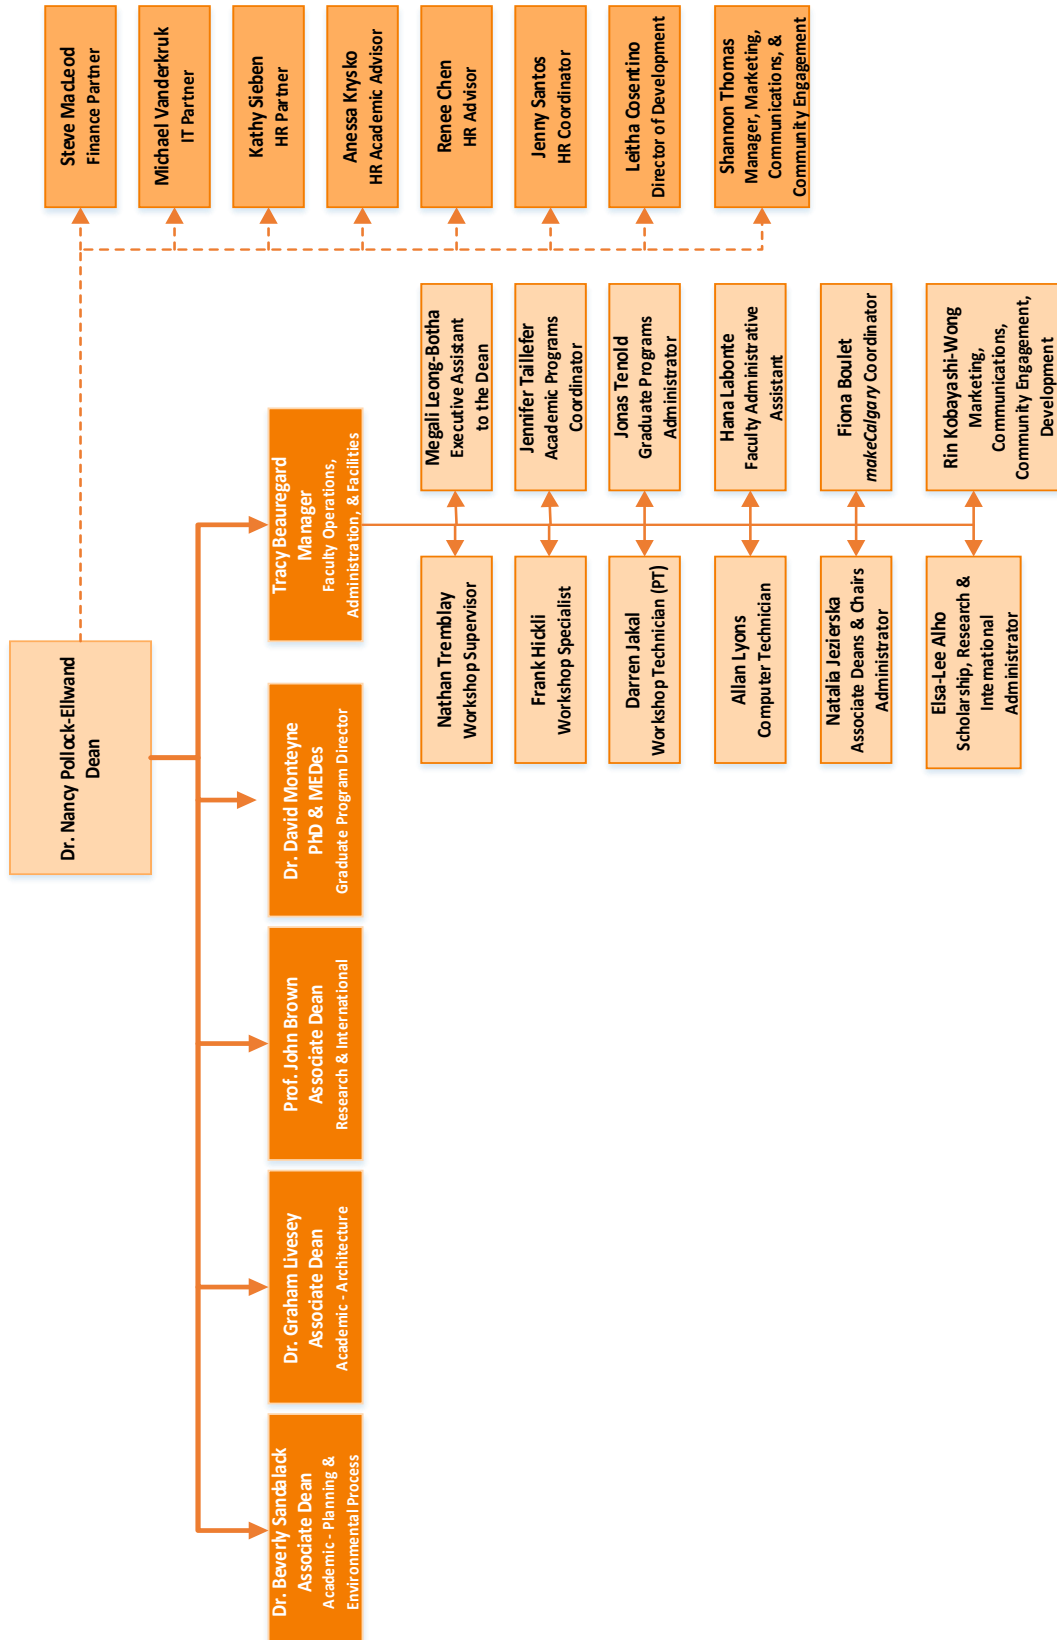 Dr. Nancy Pollock-Ellwand
Dean
Dr. Beverly Sandalack
Associate Dean
Academic - Planning &
Environmental Process
Dr. Graham Livesey
Associate Dean
Academic - Architecture
Prof. John Brown
Associate Dean
Research & International
Dr. David Monteyne
PhD & MEDes
Graduate Program Director
Tracy Beauregard
Manager
Faculty Operations,
Administration, & Facilities
Steve MacLeod
Finance Partner
Michael Vanderkruk
IT Partner
Kathy Sieben
HR Partner
Anessa Krysko
HR Academic Advisor
Renee Chen
HR Advisor
Jenny Santos
HR Coordinator
Leitha Cosentino
Director of Development
Shannon Thomas
Manager, Marketing,
Communications, &
Community Engagement
Nathan Tremblay
Workshop Supervisor
Megali Leong-Botha
Executive Assistant
to the Dean
Frank Hickli
Workshop Specialist
Jennifer Taillefer
Academic Programs
Coordinator
Darren Jakal
Workshop Technician (PT)
Jonas Tenold
Graduate Programs
Administrator
Allan Lyons
Computer Technician
Hana Labonte
Faculty Administrative
Assistant
Natalia Jezierska
Associate Deans & Chairs
Administrator
Fiona Boulet
makeCalgary Coordinator
Elsa-Lee Alho
Scholarship, Research &
International
Administrator
Rin Kobayashi-Wong
Marketing,
Communications,
Community Engagement,
Development